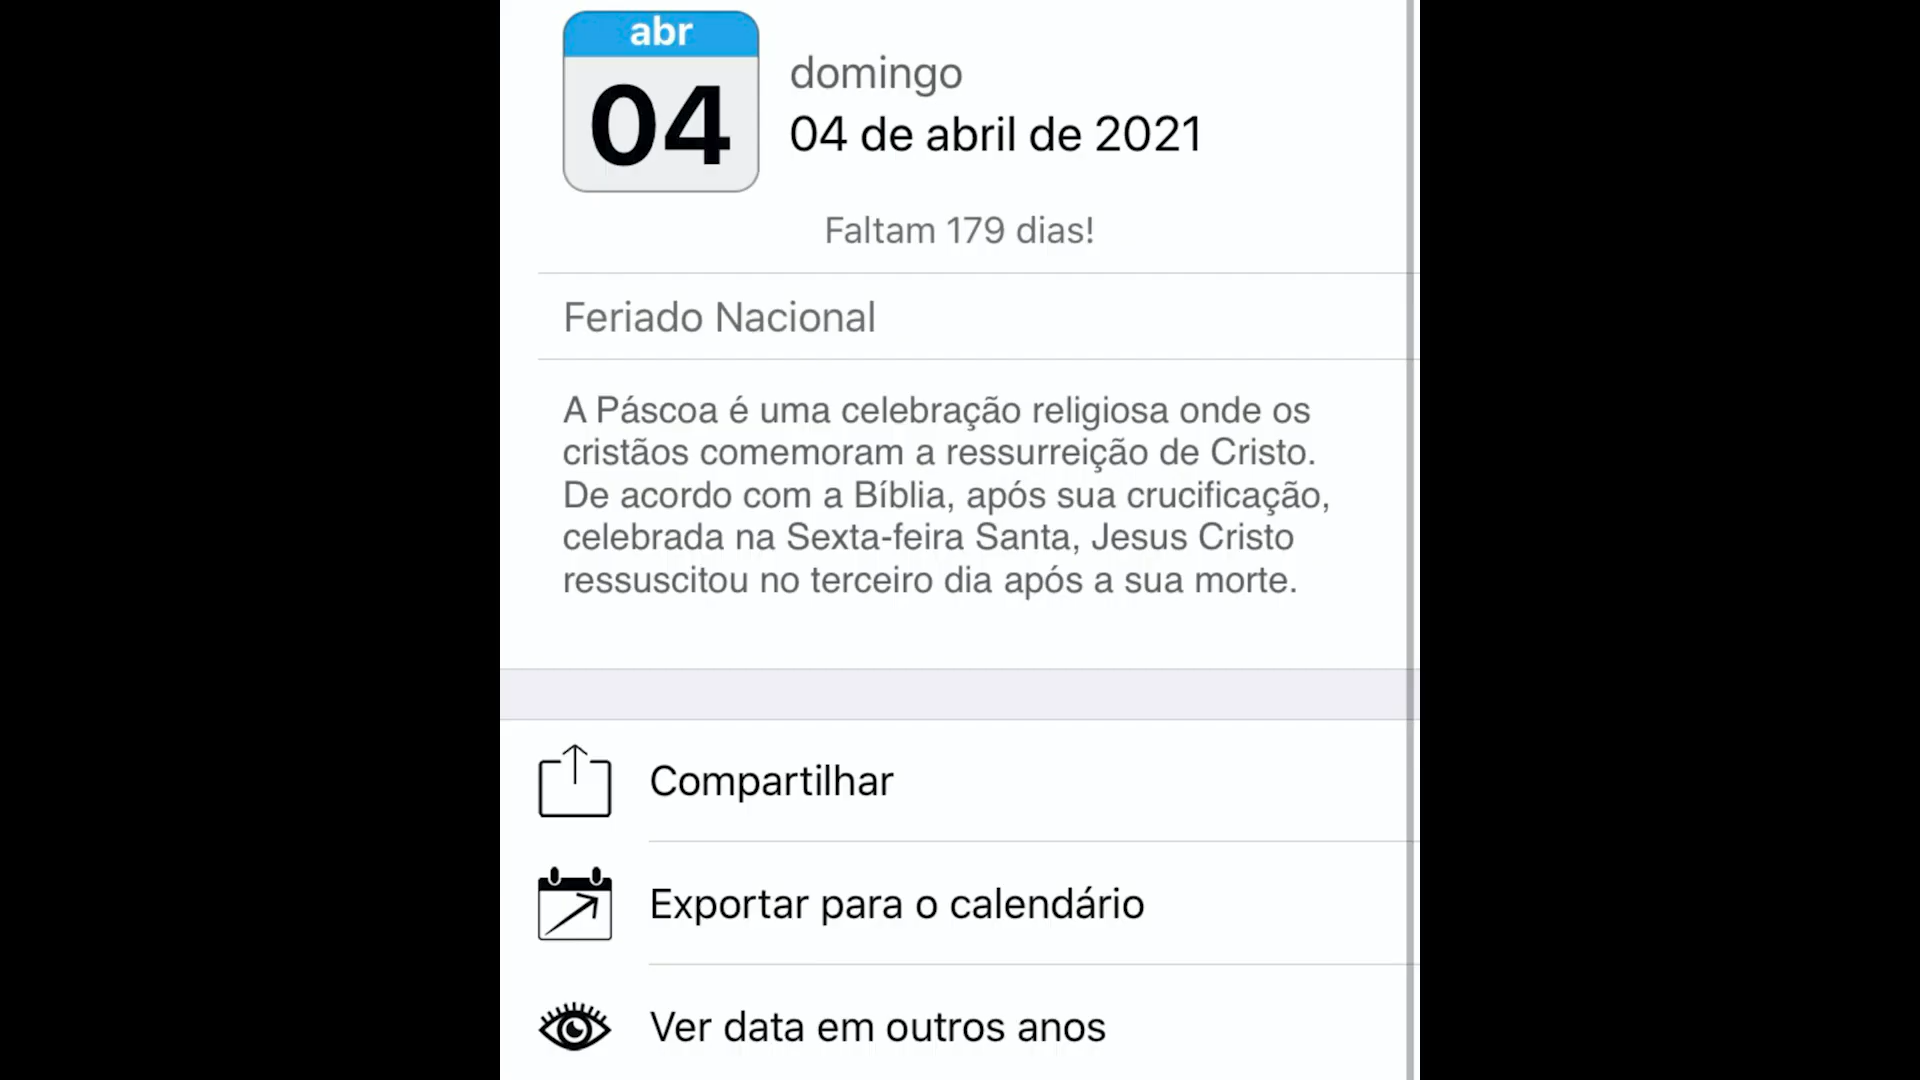 abr
04
domingo
04 de abril de 2021
Faltam 179 dias!
Feriado Nacional
A Páscoa é uma celebração religiosa onde os
cristãos comemoram a ressurreição de Cristo.
De acordo com a Bíblia, após sua crucificação,
celebrada na Sexta-feira Santa, Jesus Cristo
ressuscitou no terceiro dia após a sua morte.
Compartilhar
Exportar para o calendário
Ver data em outros anos